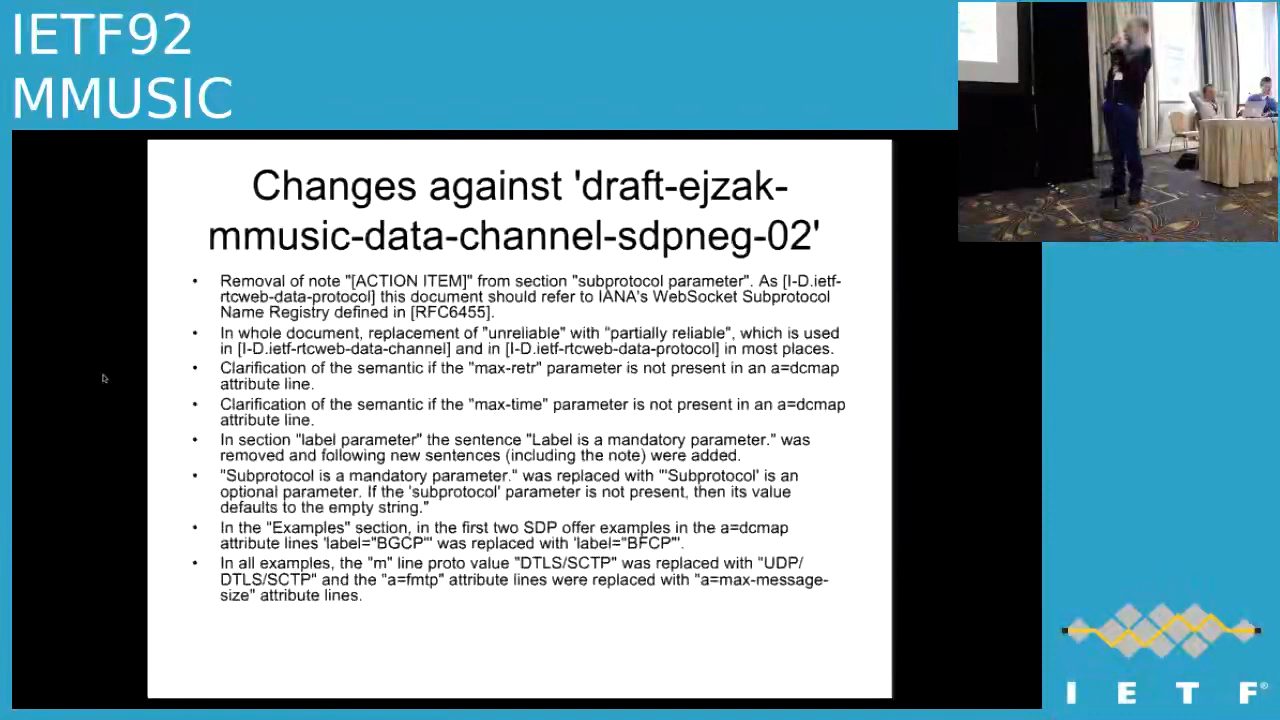 IETF92
MMUSIC
Changes against 'draft-ejzak-
mmusic-data-channel-sdpneg-02'
• Removal of note "[ACTION ITEM]" from section "subprotocol parameter". As [I-D.ietf-
rtcweb-data-protocol] this document should refer to IANA's WebSocket Subprotocol
Name Registry defined in [RFC6455].
• In whole document, replacement of "unreliable" with "partially reliable", which is used
in [I-D.ietf-rtcweb-data-channel] and in [I-D.ietf-rtcweb-data-protocol] in most places.
• Clarification of the semantic if the "max-retr" parameter is not present in an a=dcmap
attribute line.
• Clarification of the semantic if the "max-time" parameter is not present in an a=dcmap
attribute line.
• In section "label parameter" the sentence "Label is a mandatory parameter." was
removed and following new sentences (including the note) were added.
• "Subprotocol is a mandatory parameter." was replaced with "'Subprotocol' is an
optional parameter. If the 'subprotocol' parameter is not present, then its value
defaults to the empty string."
• In the "Examples" section, in the first two SDP offer examples in the a=dcmap
attribute lines 'label="BGCP"' was replaced with 'label="BFCP"'.
• In all examples, the "m" line proto value "DTLS/SCTP" was replaced with "UDP/
DTLS/SCTP" and the "a=fmtp" attribute lines were replaced with "a=max-message-
size" attribute lines.
I E T F®